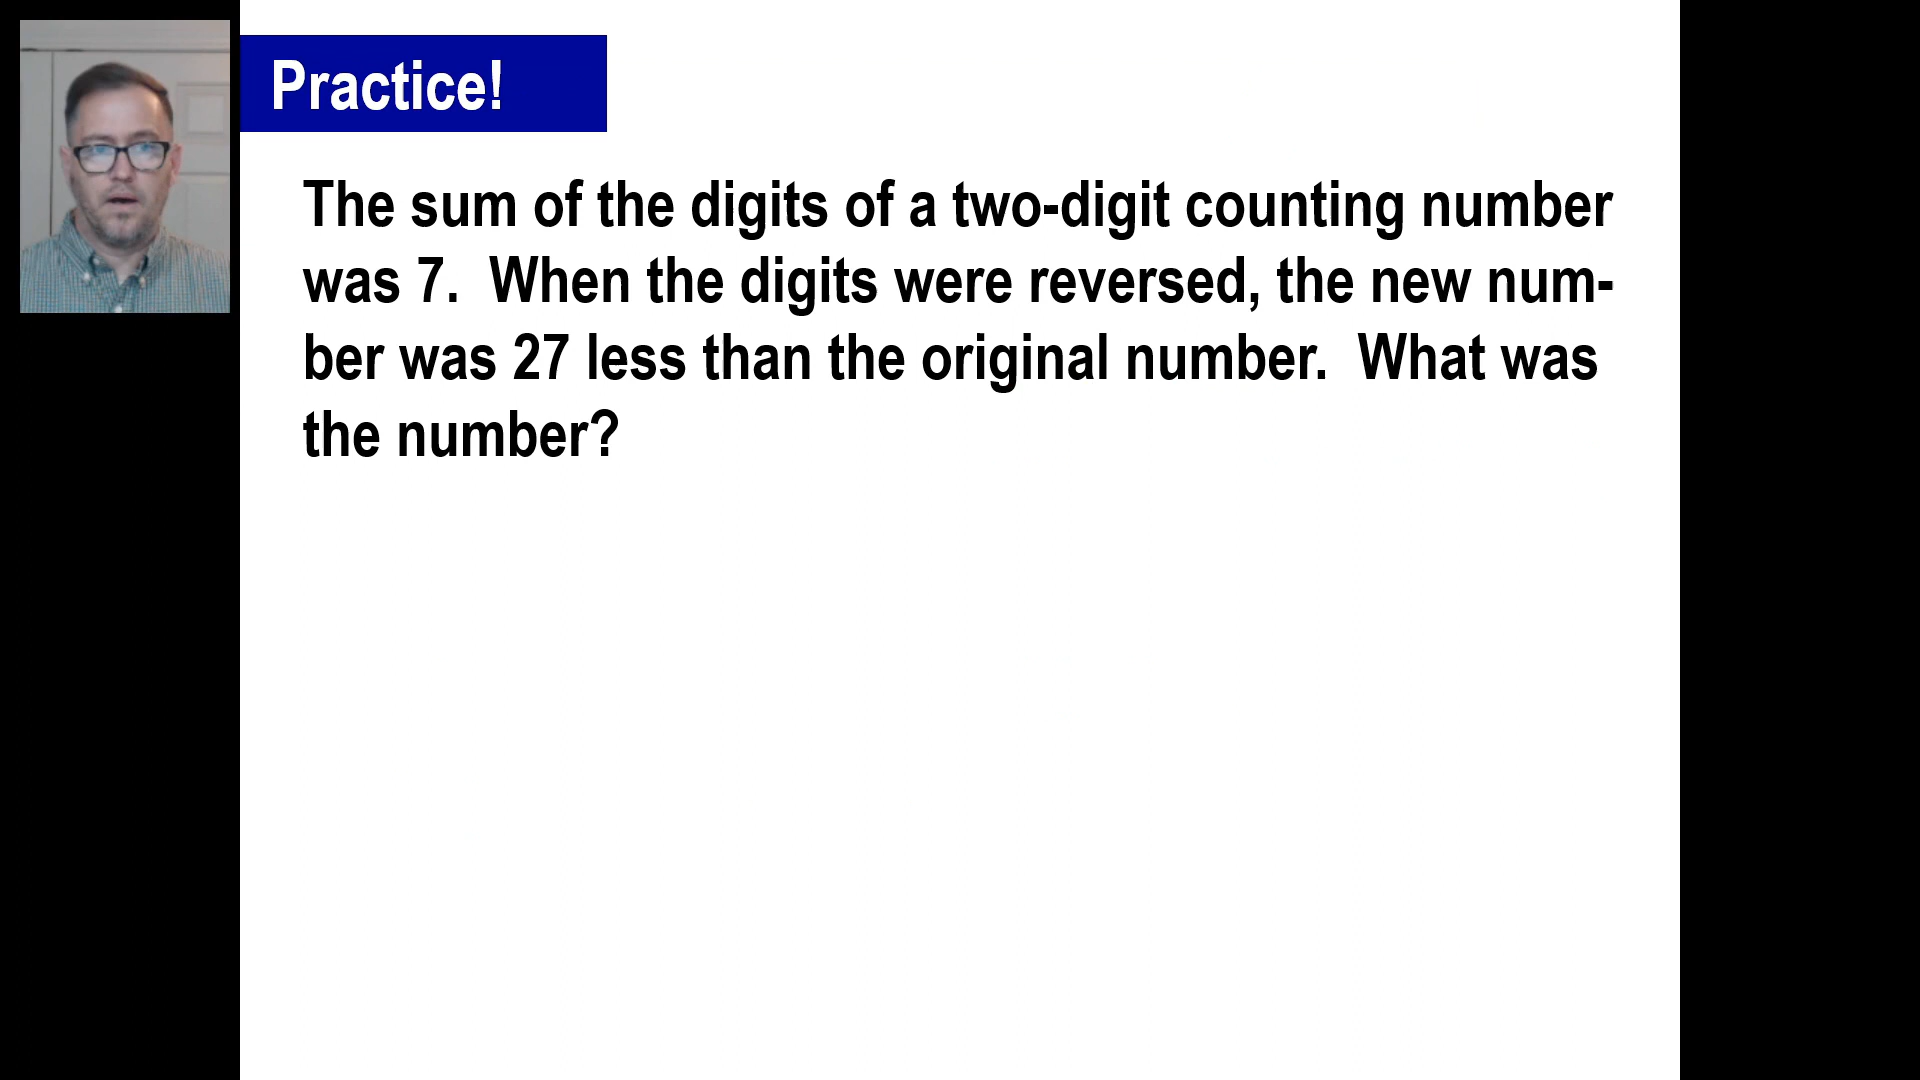 Practice!
The sum of the digits of a two-digit counting number
was 7.  When the digits were reversed, the new num-
ber was 27 less than the original number.  What was
the number?